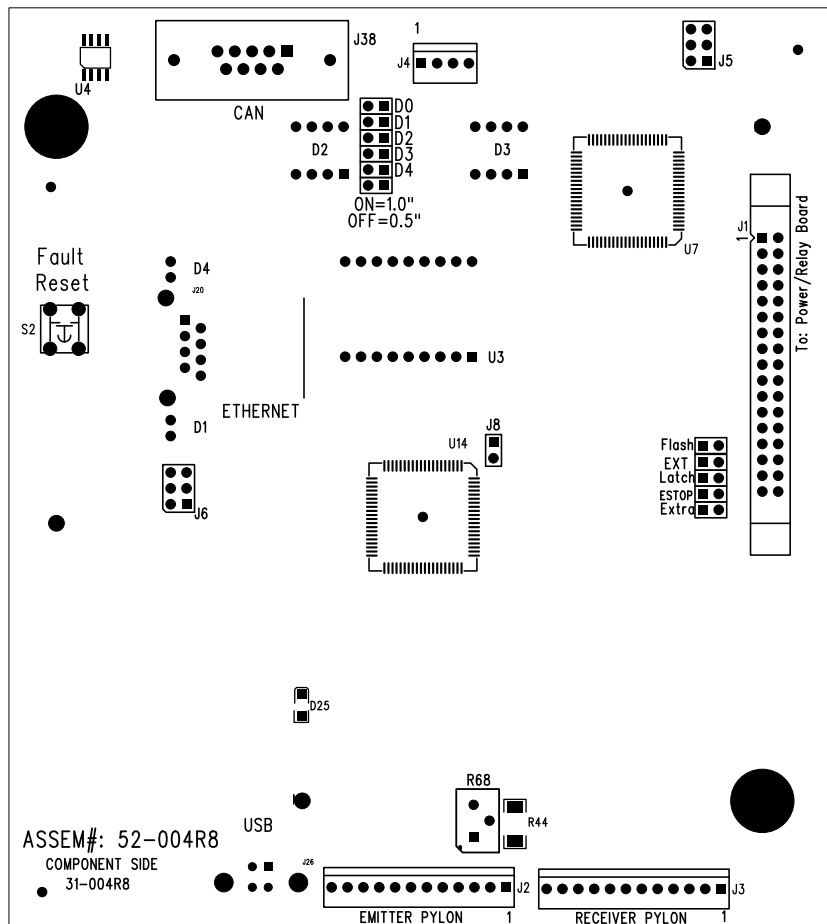 J38
1
J4
J5
U4
CAN
D0
D1
D2
D3
D4
D2
D3
ON=1.0"
OFF=0.5"
U7
J1
1
To: Power/Relay Board
Fault
Reset
S2
D4
J20
U3
ETHERNET
D1
J8
U14
Flash
EXT
Latch
ESTOP
Extra
J6
D25
R68
R44
USB
ASSEM#: 52-004R8
COMPONENT SIDE
31-004R8
J26
J2
J3
EMITTER PYLON 1
RECEIVER PYLON 1